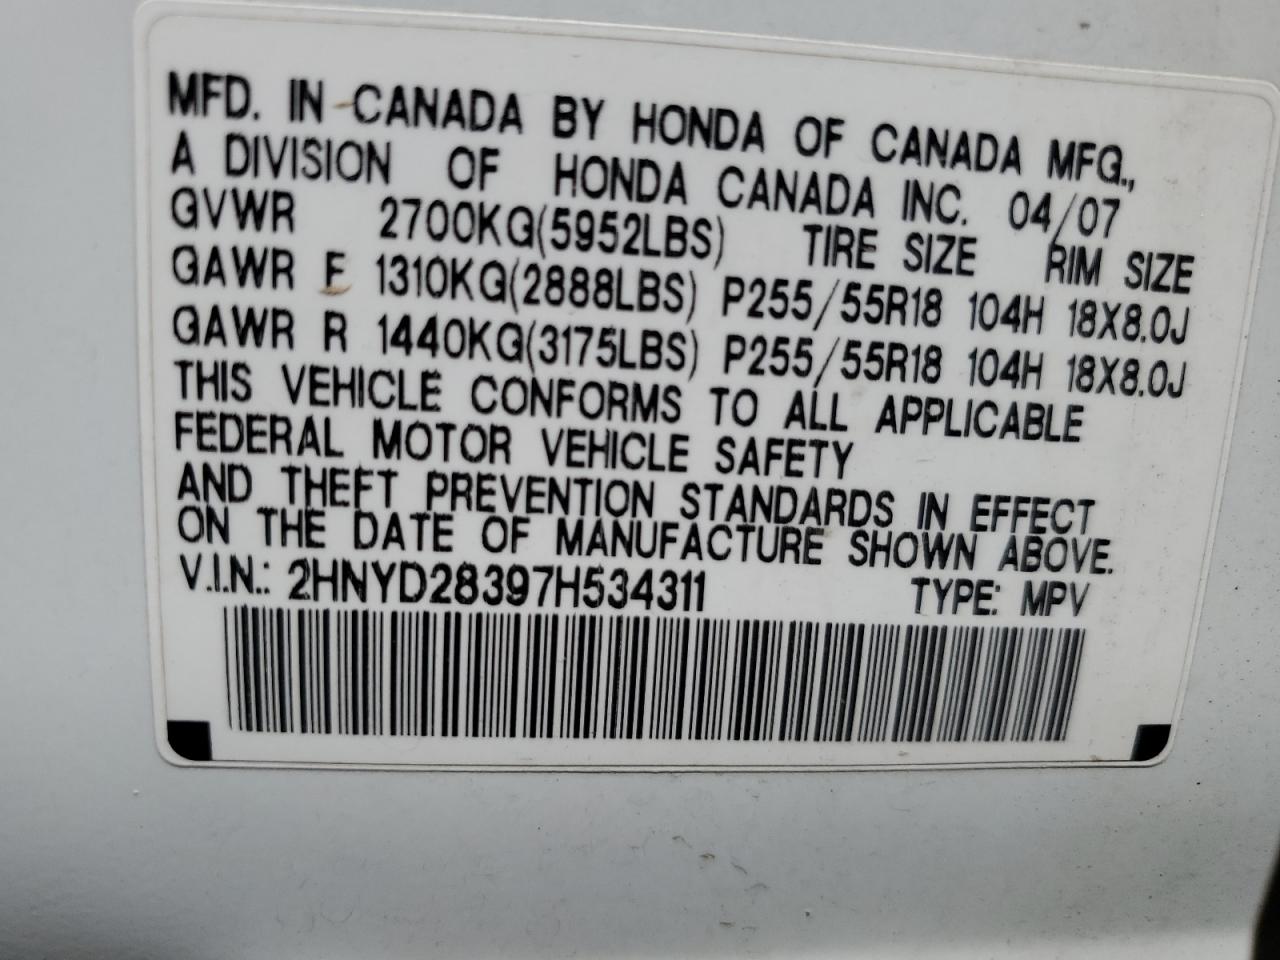 MFD. IN CANADA BY HONDA OF CANADA MFG.,
A DIVISION OF HONDA CANADA INC. 04/07
GVWR 2700KG(5952LBS) TIRE SIZE RIM SIZE
GAWR F 1310KG(2888LBS) P255/55R18 104H 18X8.0J
GAWR R 1440KG(3175LBS) P255/55R18 104H 18X8.0J
THIS VEHICLE CONFORMS TO ALL APPLICABLE
FEDERAL MOTOR VEHICLE SAFETY
AND THEFT PREVENTION STANDARDS IN EFFECT
ON THE DATE OF MANUFACTURE SHOWN ABOVE.
V.I.N.: 2HNYD28397H534311 TYPE: MPV